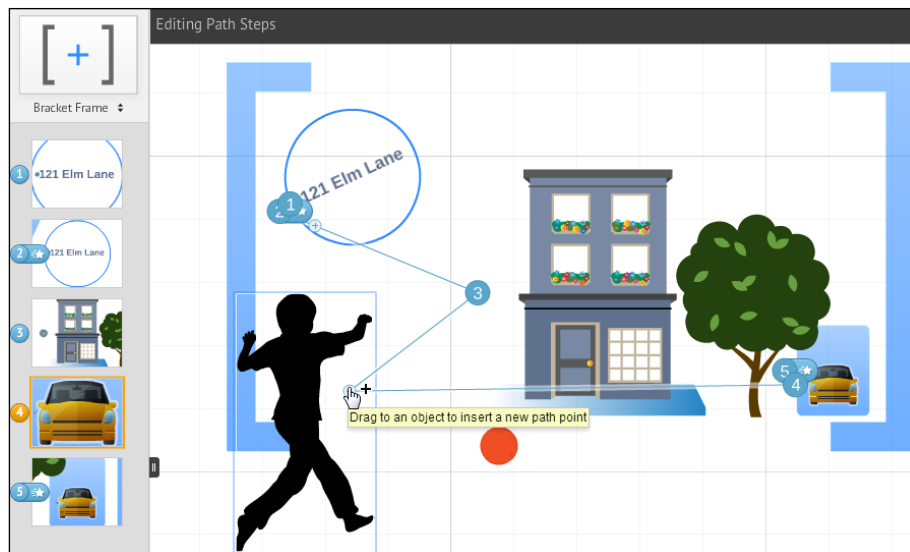 Editing Path Steps
Bracket Frame
1
121 Elm Lane
2
121 Elm Lane
3
4
5
121 Elm Lane
2
1
3
5
4
Drag to an object to insert a new path point